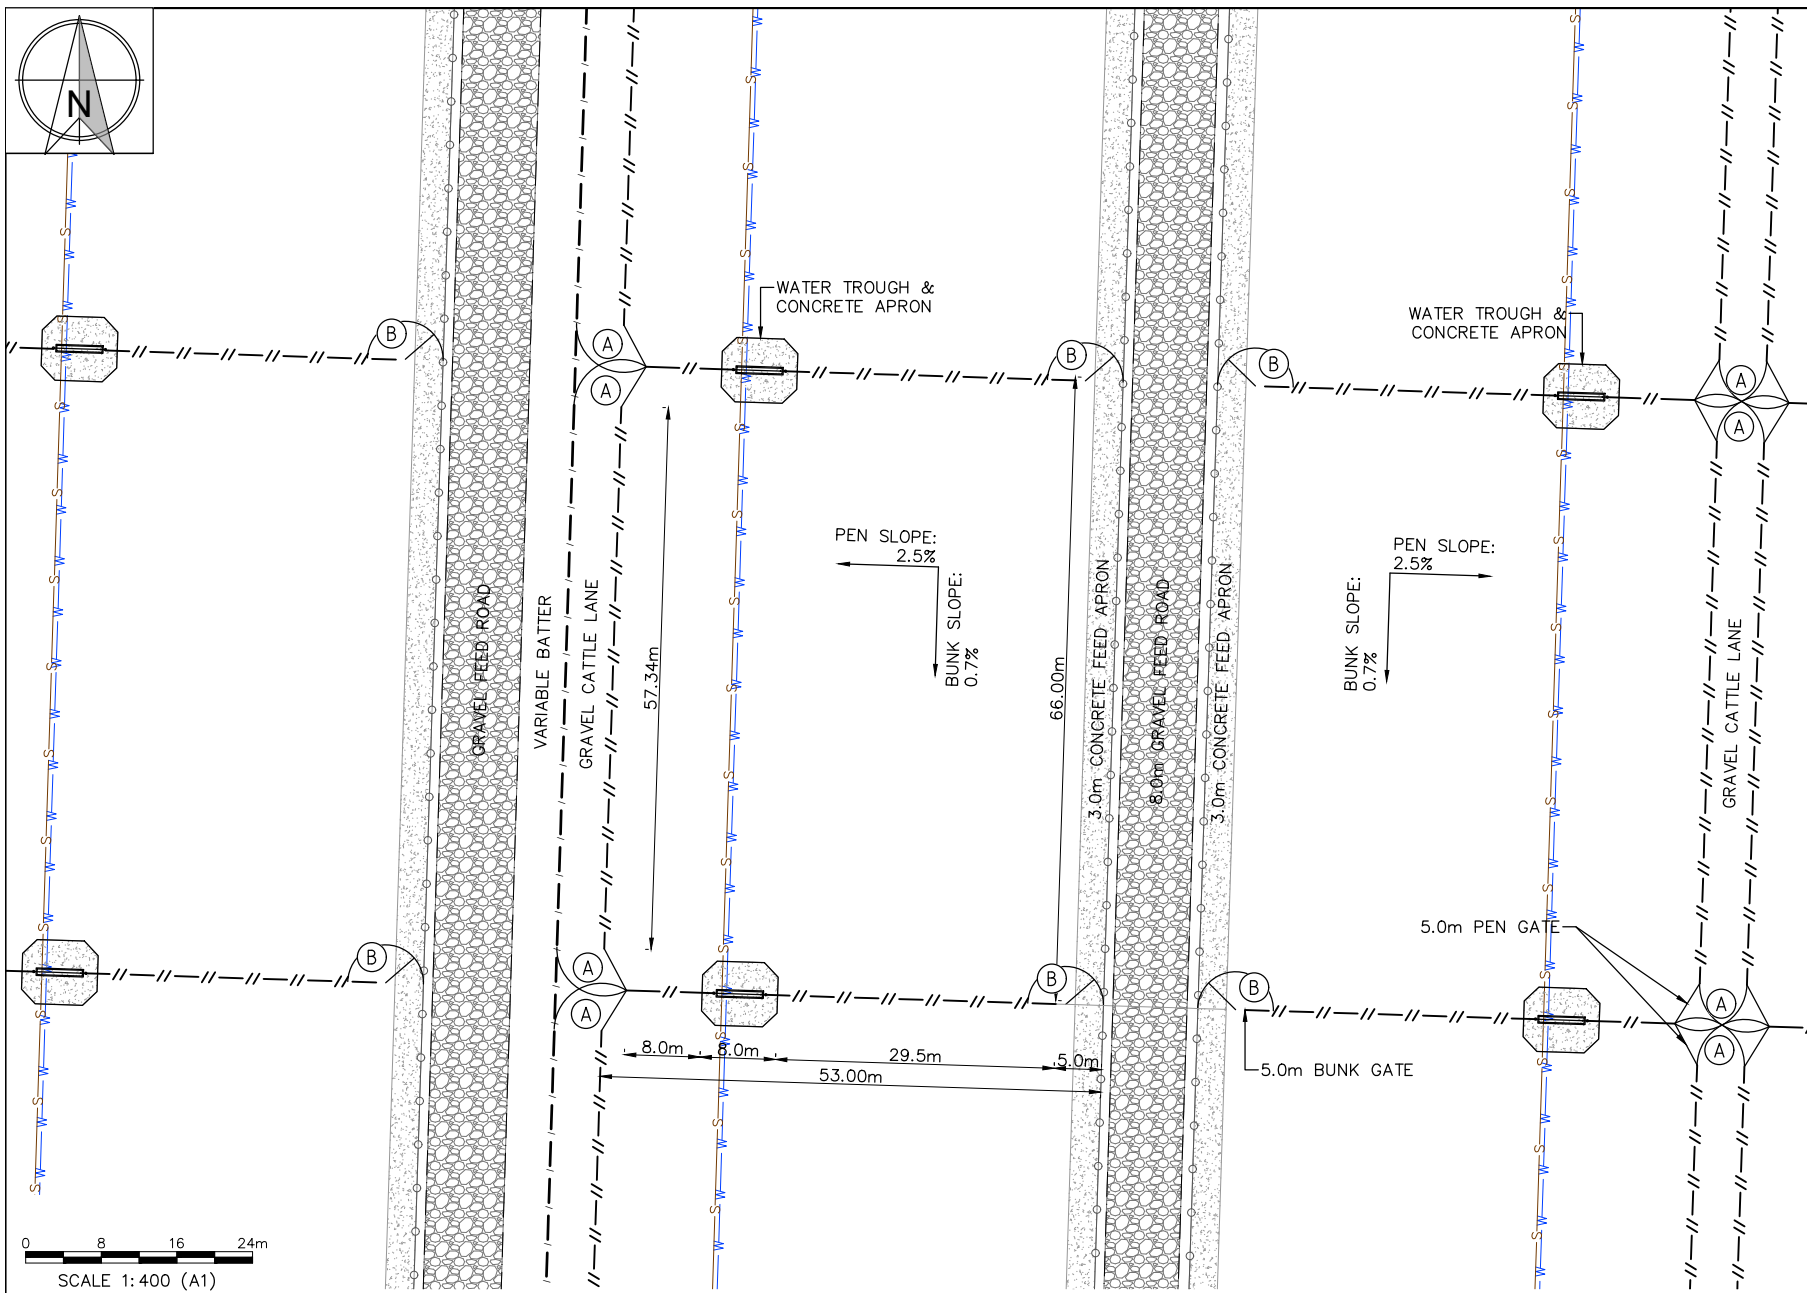 N
WATER TROUGH &
CONCRETE APRON
WATER TROUGH &
CONCRETE APRON
B
A
A
B
B
A
A
PEN SLOPE:
2.5%
BUNK SLOPE:
0.7%
PEN SLOPE:
2.5%
BUNK SLOPE:
0.7%
GRAVEL FEED ROAD
VARIABLE BATTER
GRAVEL CATTLE LANE
57.34m
66.00m
3.0m CONCRETE FEED APRON
8.0m GRAVEL FEED ROAD
3.0m CONCRETE FEED APRON
GRAVEL CATTLE LANE
5.0m PEN GATE
B
A
A
B
B
A
A
8.0m
8.0m
29.5m
5.0m
53.00m
5.0m BUNK GATE
0 8 16 24m
SCALE 1:400 (A1)